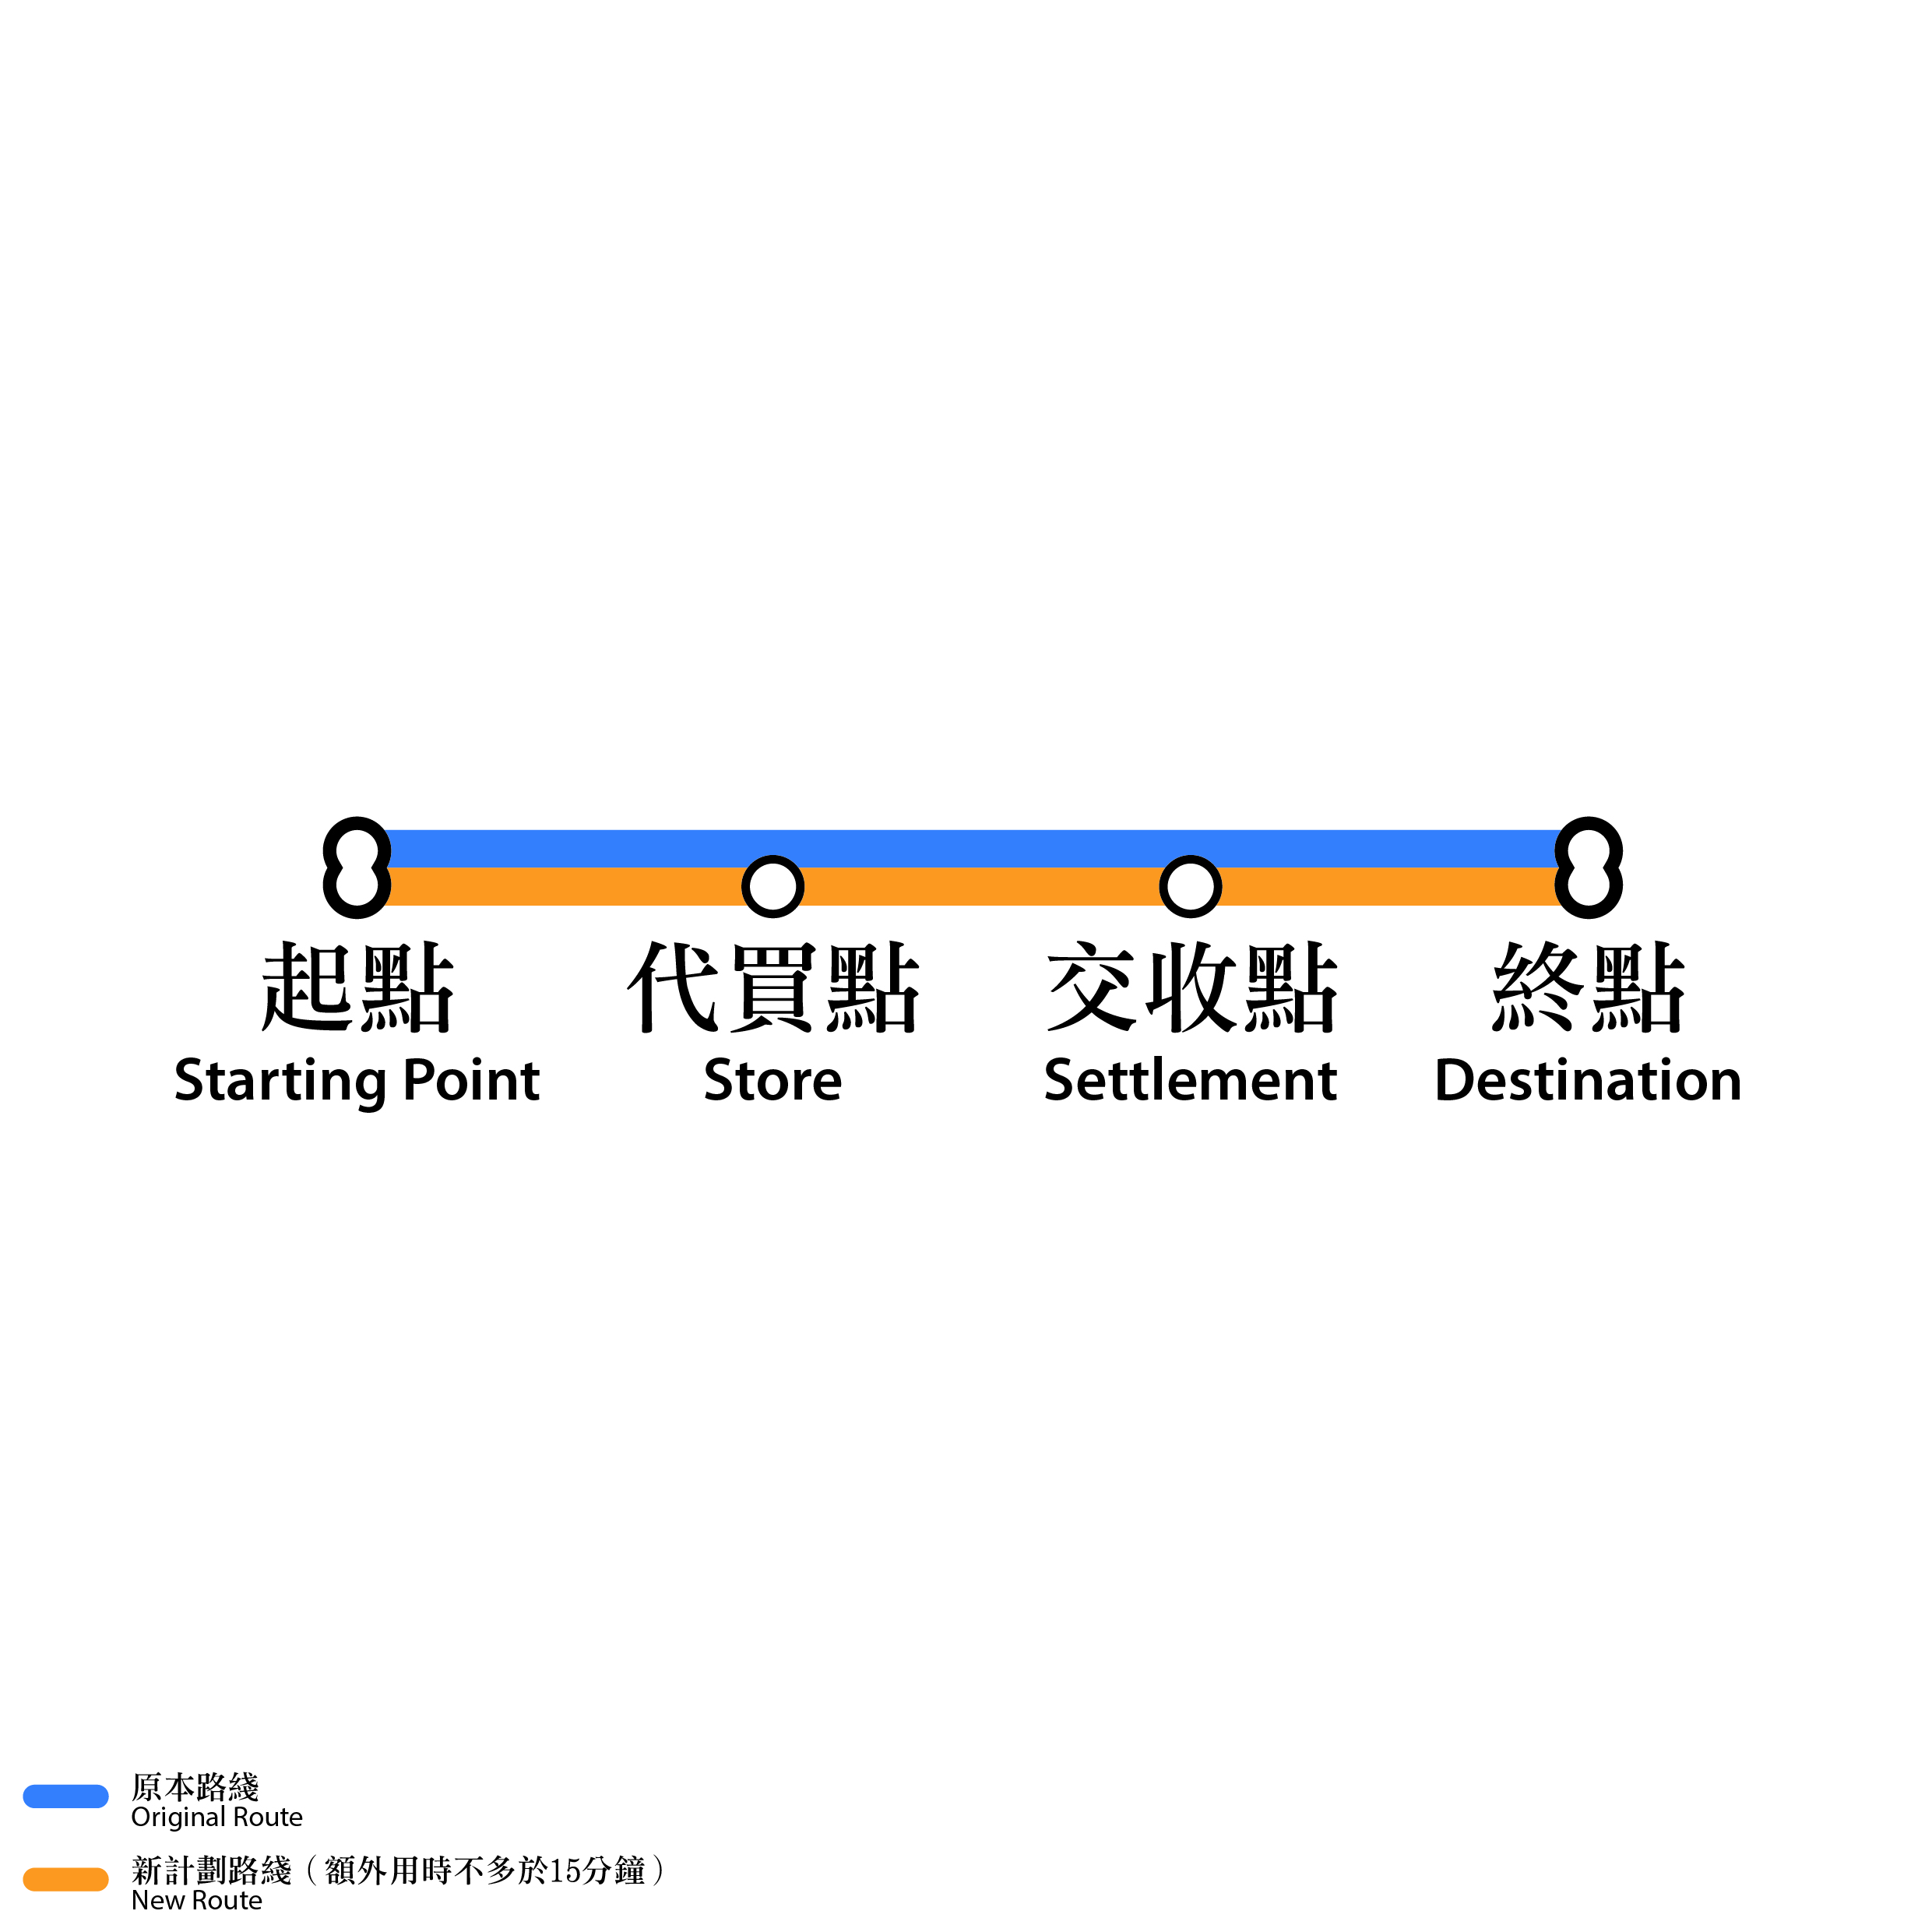 起點
Starting Point
代買點
Store
交收點
Settlement
終點
Destination
原本路綫
Original Route
新計劃路綫（額外用時不多於15分鐘）
New Route